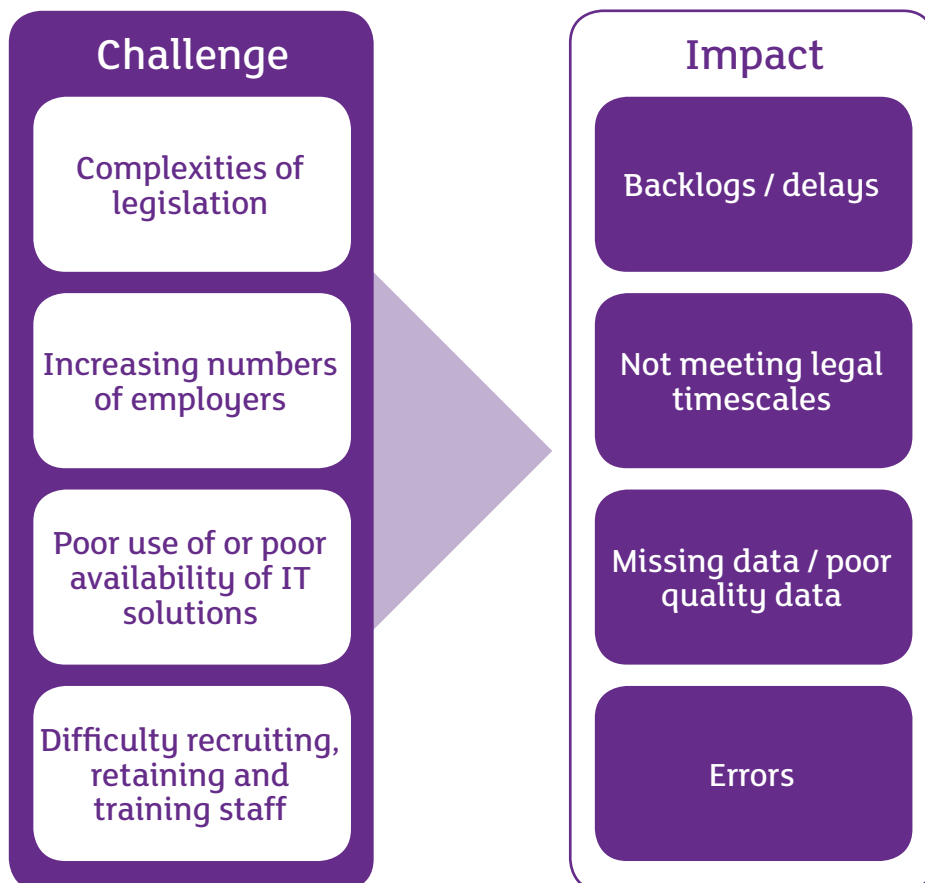 Challenge
Complexities of
legislation
Increasing numbers
of employers
Poor use of or poor
availability of IT
solutions
Difficulty recruiting,
retaining and
training staff
Impact
Backlogs / delays
Not meeting legal
timescales
Missing data / poor
quality data
Errors